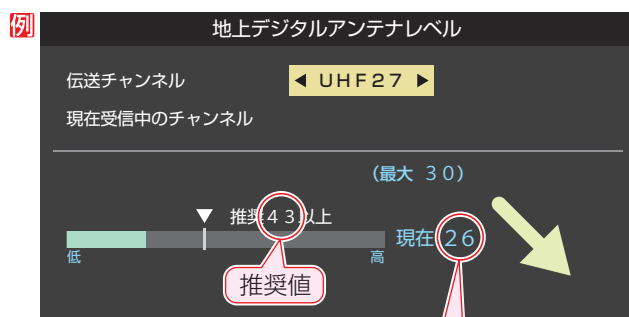 例
地上デジタルアンテナレベル
伝送チャンネル
◀ UHF27 ▶
現在受信中のチャンネル
(最大 30)
▼ 推奨43以上
現在 26
低
高
推奨値